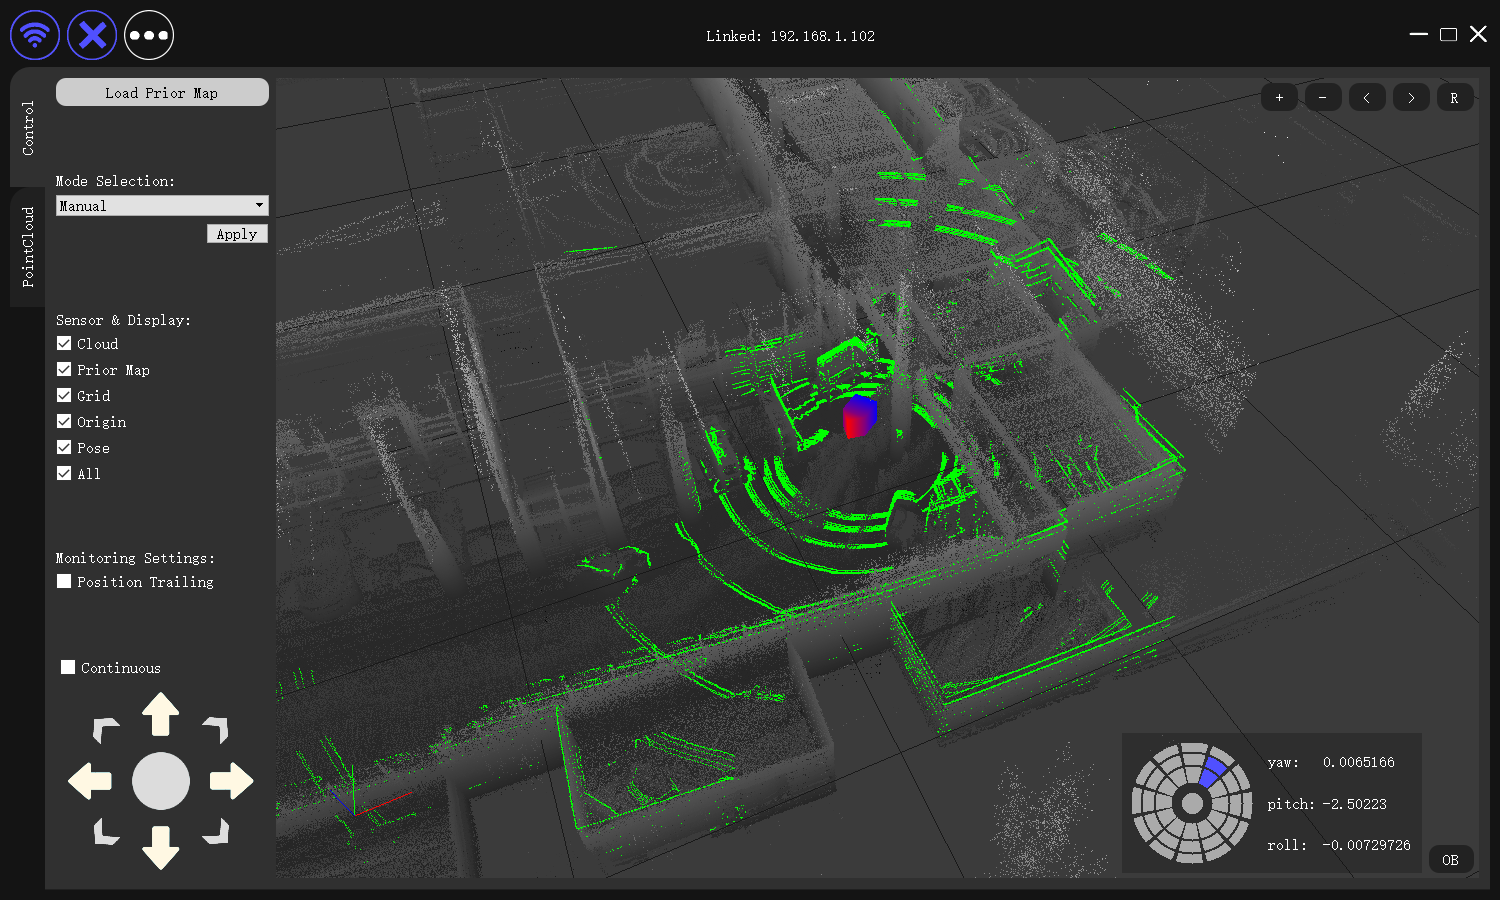 Linked: 192.168.1.102
Control
PointCloud
Load Prior Map
Mode Selection:
Manual
Apply
Sensor & Display:
Cloud
Prior Map
Grid
Origin
Pose
All
Monitoring Settings:
Position Trailing
Continuous
+ - < > R
yaw: 0.0065166
pitch: -2.50223
roll: -0.00729726
OB